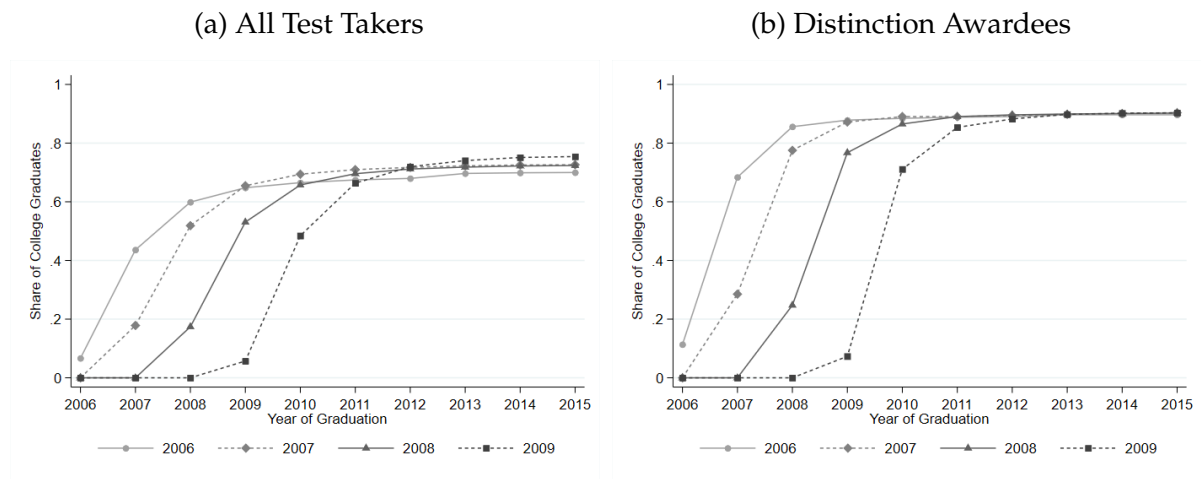 (a) All Test Takers
1
.8
.6
.4
.2
0
Share of College Graduates
2006 2007 2008 2009 2010 2011 2012 2013 2014 2015
Year of Graduation
2006 2007 2008 2009
(b) Distinction Awardees
1
.8
.6
.4
.2
0
Share of College Graduates
2006 2007 2008 2009 2010 2011 2012 2013 2014 2015
Year of Graduation
2006 2007 2008 2009